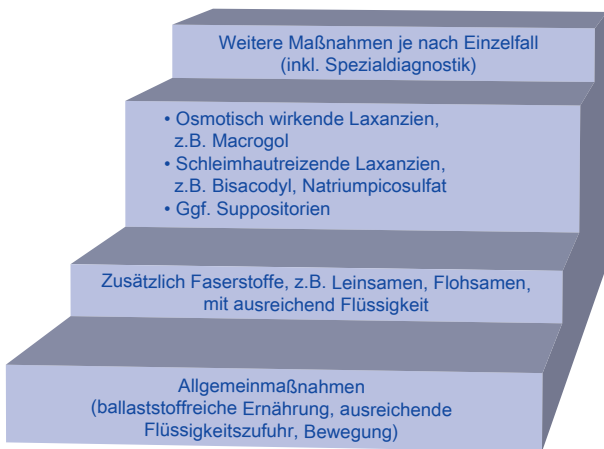 Weitere Maßnahmen je nach Einzelfall
(inkl. Spezialdiagnostik)
• Osmotisch wirkende Laxanzien,
z.B. Macrogol
• Schleimhautreizende Laxanzien,
z.B. Bisacodyl, Natriumpicosulfat
• Ggf. Suppositorien
Zusätzlich Faserstoffe, z.B. Leinsamen, Flohsamen,
mit ausreichend Flüssigkeit
Allgemeinmaßnahmen
(ballaststoffreiche Ernährung, ausreichende
Flüssigkeitszufuhr, Bewegung)